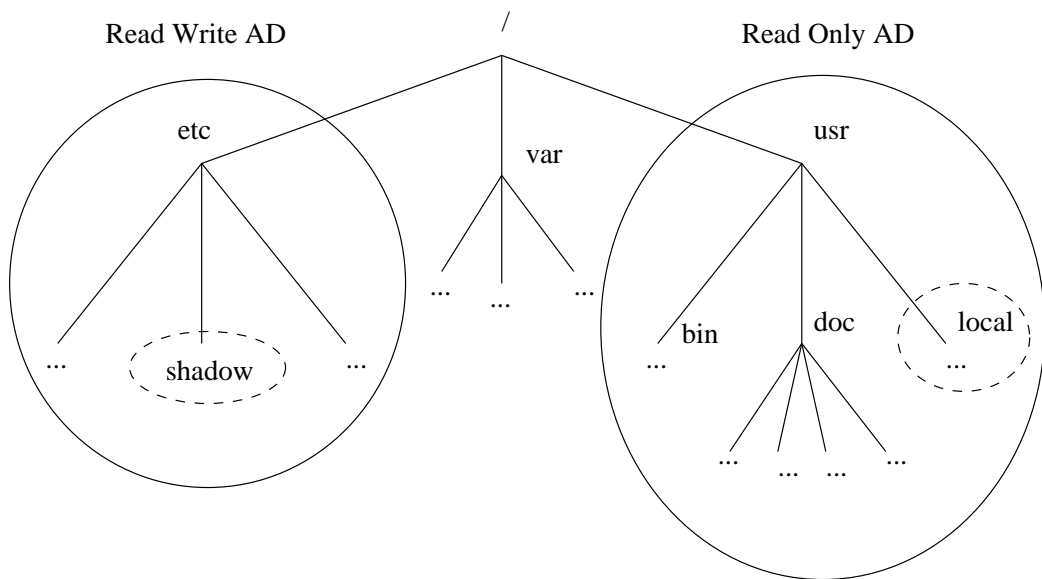 /
Read Write AD
Read Only AD
etc
usr
var
...
...
...
bin
doc
local
...
shadow
...
...
...
...
...
...
...